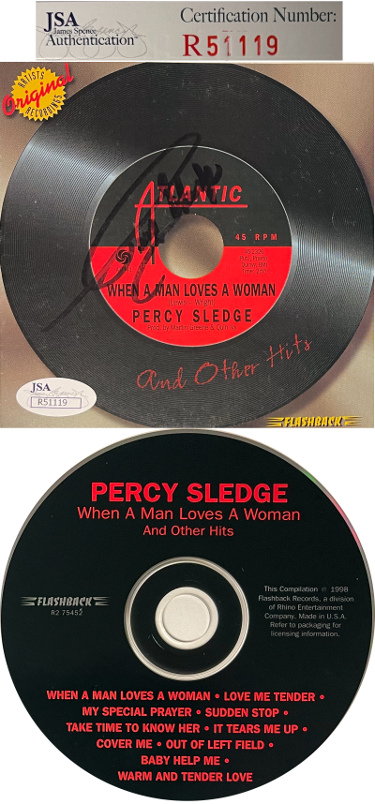 JSA
James Spence
Authentication
Certification Number:
R51119
ARTISTS
Original
RECORDINGS
ATLANTIC
45 RPM
WHEN A MAN LOVES A WOMAN
PERCY SLEDGE
And Other Hits
JSA
R51119
FLASHBACK
PERCY SLEDGE
When A Man Loves A Woman
And Other Hits
FLASHBACK
This Compilation ℗ 1998
Flashback Records, a division
of Rhino Entertainment
Company. Made in U.S.A.
Refer to packaging for
licensing information.
WHEN A MAN LOVES A WOMAN • LOVE ME TENDER •
MY SPECIAL PRAYER • SUDDEN STOP •
TAKE TIME TO KNOW HER • IT TEARS ME UP •
COVER ME • OUT OF LEFT FIELD •
BABY HELP ME •
WARM AND TENDER LOVE